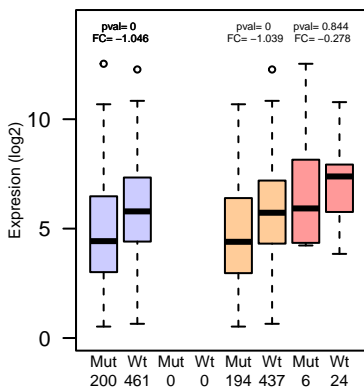 pval= 0 pval= 0 pval= 0.844
FC= −1.046 FC= −1.039 FC= −0.278
Expresion (log2)
10
5
0
Mut Wt Mut Wt Mut Wt Mut Wt
200 461 0 0 194 437 6 24